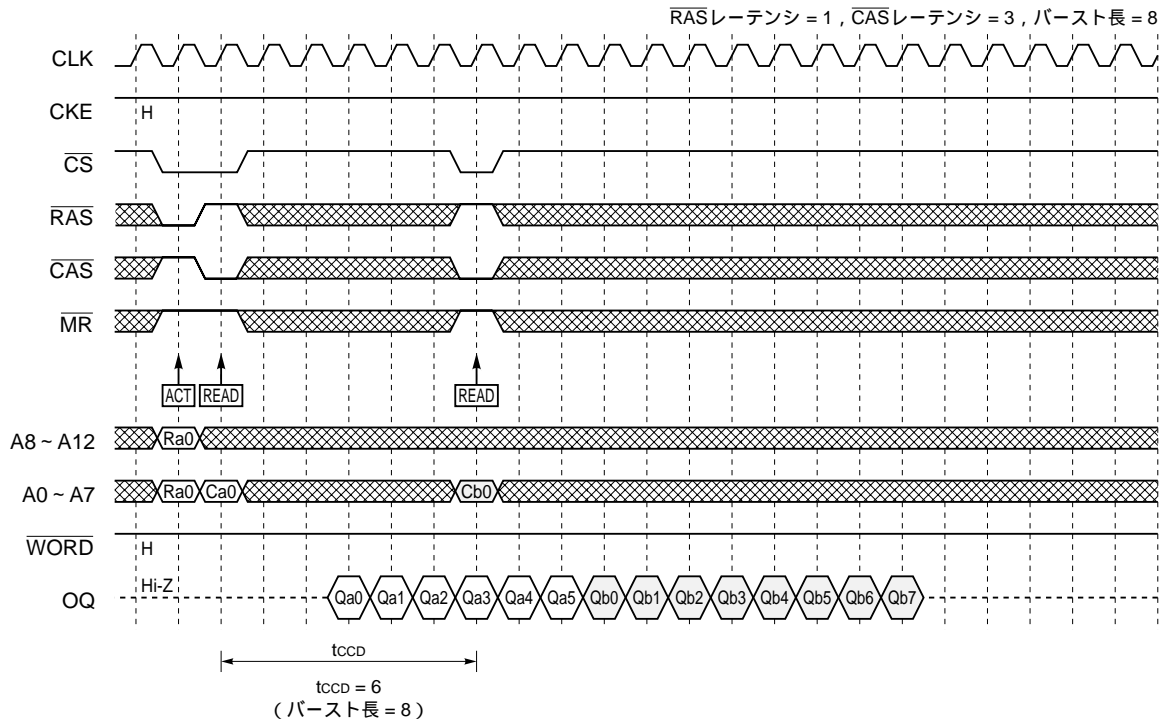 RASレーテンシ = 1 , CASレーテンシ = 3 , バースト長 = 8
CLK
CKE H
CS
RAS
CAS
MR
ACT READ READ
A8 ~ A12 Ra0
A0 ~ A7 Ra0 Ca0 Cb0
WORD H
OQ Hi-Z Qa0 Qa1 Qa2 Qa3 Qa4 Qa5 Qb0 Qb1 Qb2 Qb3 Qb4 Qb5 Qb6 Qb7
tCCD
tCCD = 6
( バースト長 = 8 )